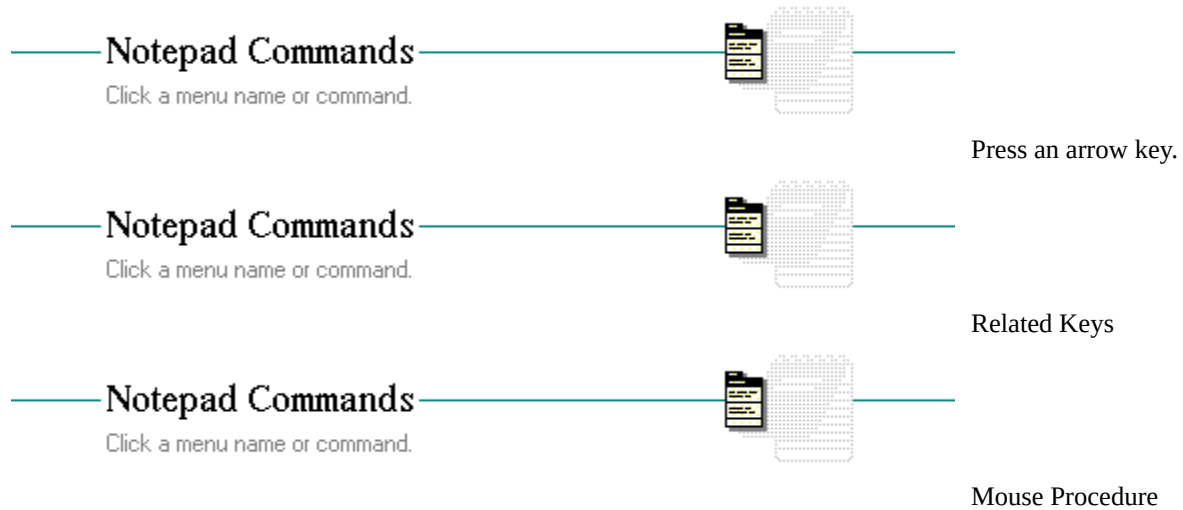 Notepad Commands
Click a menu name or command.
Press an arrow key.
Notepad Commands
Click a menu name or command.
Related Keys
Notepad Commands
Click a menu name or command.
Mouse Procedure